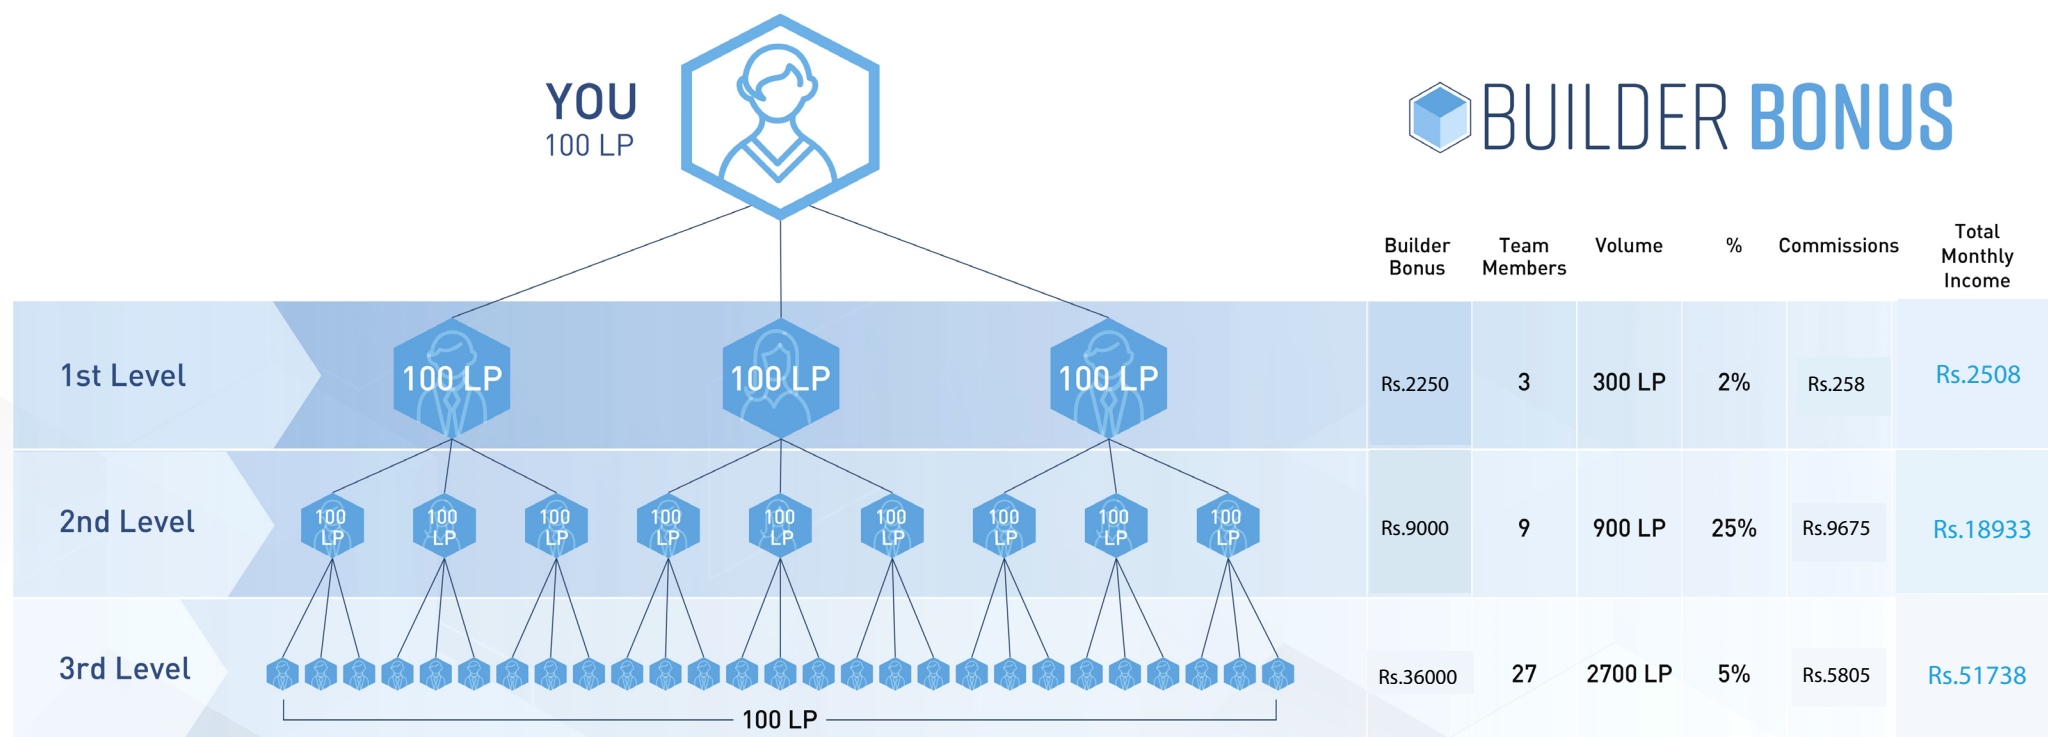 YOU
100 LP
BUILDER BONUS
Builder Bonus
Team Members
Volume
%
Commissions
Total Monthly Income
1st Level
100 LP
100 LP
100 LP
Rs.2250
3
300 LP
2%
Rs.258
Rs.2508
2nd Level
100 LP
100 LP
100 LP
100 LP
100 LP
100 LP
100 LP
100 LP
100 LP
Rs.9000
9
900 LP
25%
Rs.9675
Rs.18933
3rd Level
Rs.36000
27
2700 LP
5%
Rs.5805
Rs.51738
100 LP